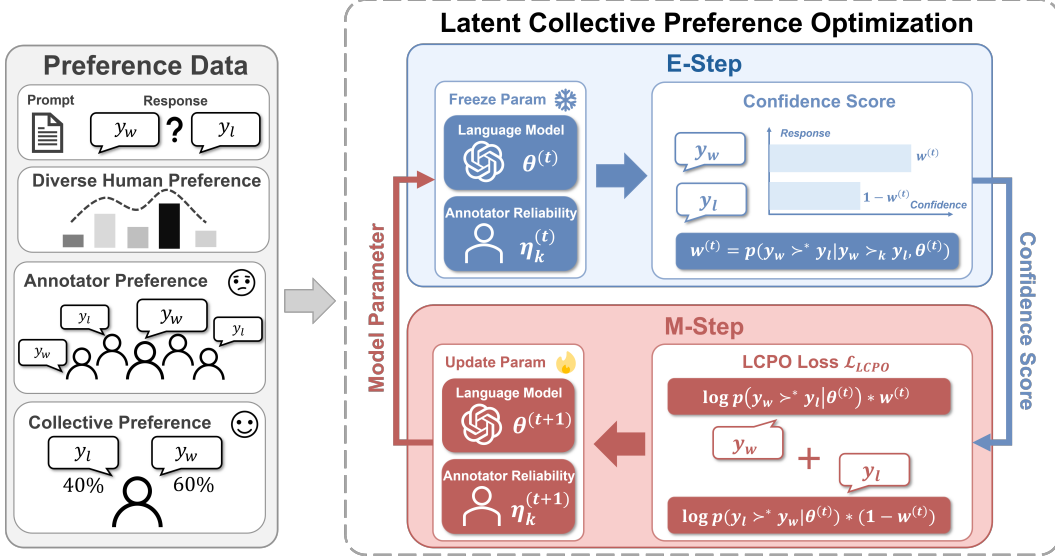 Preference Data
Prompt
Response
y_w ? y_l
Diverse Human Preference
Annotator Preference
y_w
y_l
y_w
y_l
Collective Preference
y_l
y_w
40%
60%
Latent Collective Preference Optimization
E-Step
Freeze Param
Language Model
θ^{(t)}
Annotator Reliability
η_k^{(t)}
Confidence Score
y_w
y_l
Response
w^{(t)}
1 − w^{(t)}
Confidence
w^{(t)} = p(y_w ≻^* y_l|y_w ≻_k y_l, θ^{(t)})
Model Parameter
Confidence Score
M-Step
Update Param
Language Model
θ^{(t+1)}
Annotator Reliability
η_k^{(t+1)}
LCPO Loss ℒ_{LCPO}
log p(y_w ≻^* y_l|θ^{(t)}) * w^{(t)}
y_w
+
y_l
log p(y_l ≻^* y_w|θ^{(t)}) * (1 − w^{(t)})